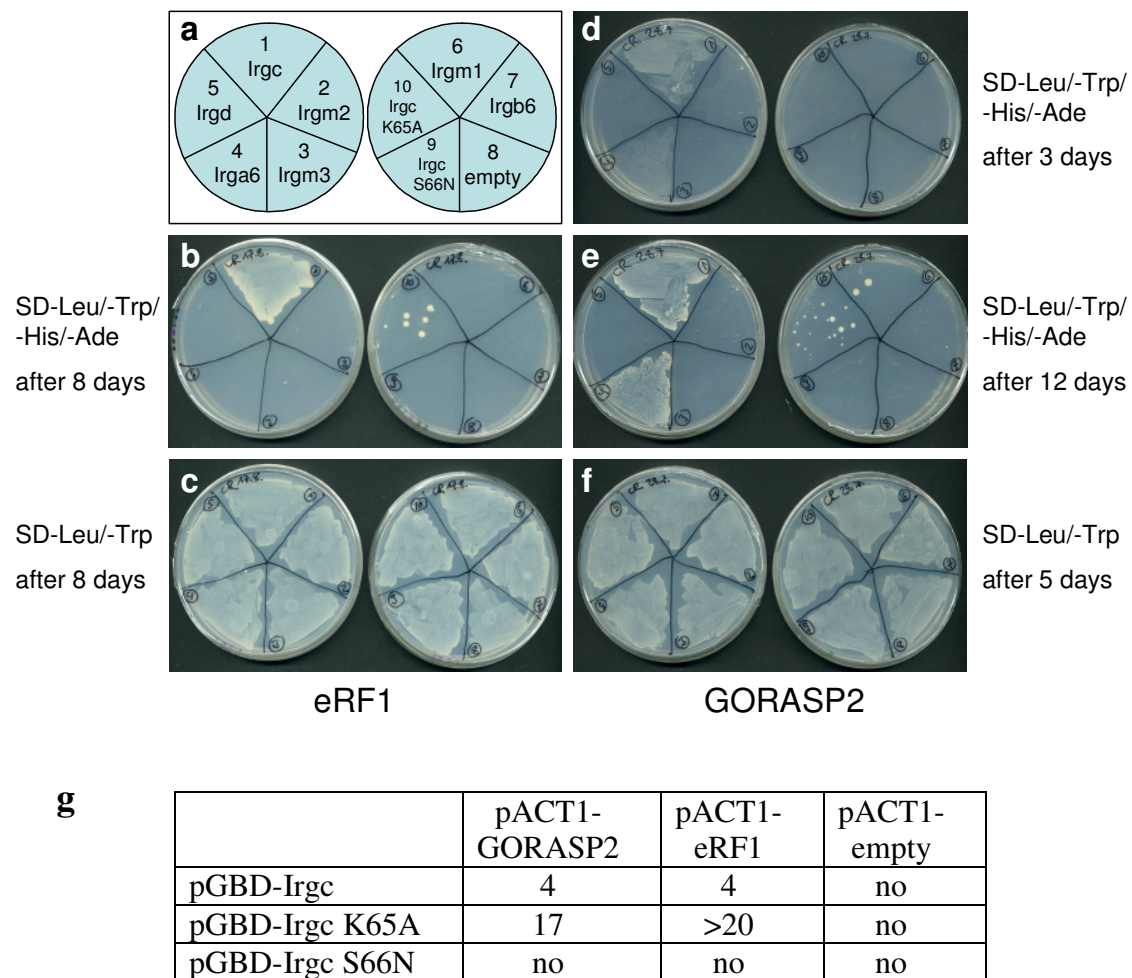 a
1
Irgc
2
Irgm2
3
Irgm3
4
Irga6
5
Irgd
6
Irgm1
7
Irgb6
8
empty
9
Irgc
S66N
10
Irgc
K65A
d
SD-Leu/-Trp/
-His/-Ade
after 3 days
b
SD-Leu/-Trp/
-His/-Ade
after 8 days
e
SD-Leu/-Trp/
-His/-Ade
after 12 days
c
SD-Leu/-Trp
after 8 days
f
SD-Leu/-Trp
after 5 days
eRF1
GORASP2
g
pACT1-
GORASP2
pACT1-
eRF1
pACT1-
empty
pGBD-Irgc 4 4 no
pGBD-Irgc K65A 17 >20 no
pGBD-Irgc S66N no no no